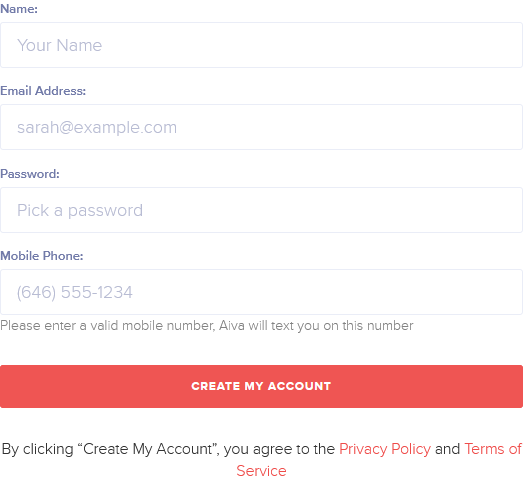 Name:
Your Name
Email Address:
sarah@example.com
Password:
Pick a password
Mobile Phone:
(646) 555-1234
Please enter a valid mobile number, Aiva will text you on this number
CREATE MY ACCOUNT
By clicking “Create My Account”, you agree to the Privacy Policy and Terms of
Service